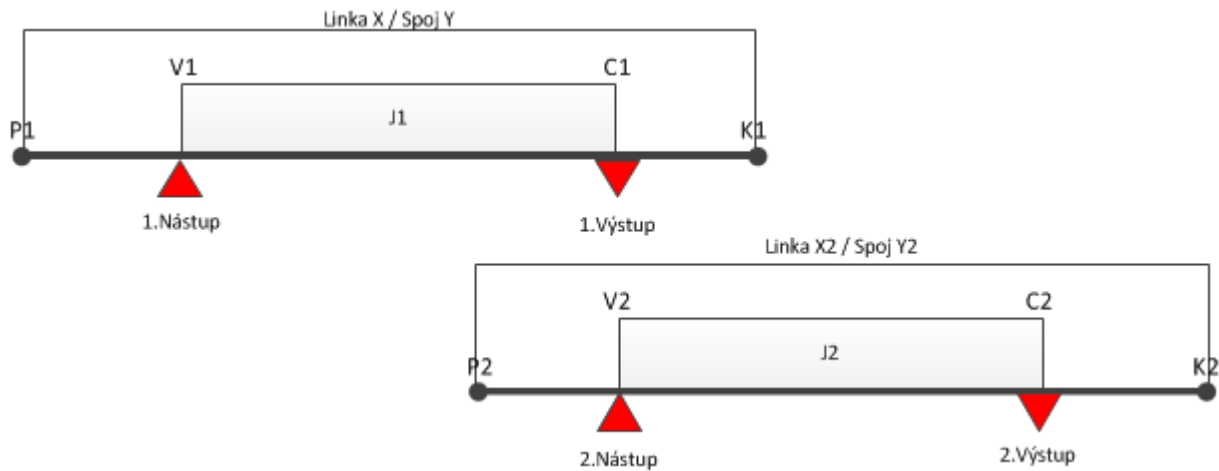 Linka X / Spoj Y
V1 C1
J1
P1 K1
1.Nástup 1.Výstup
Linka X2 / Spoj Y2
V2 C2
J2
P2 K2
2.Nástup 2.Výstup